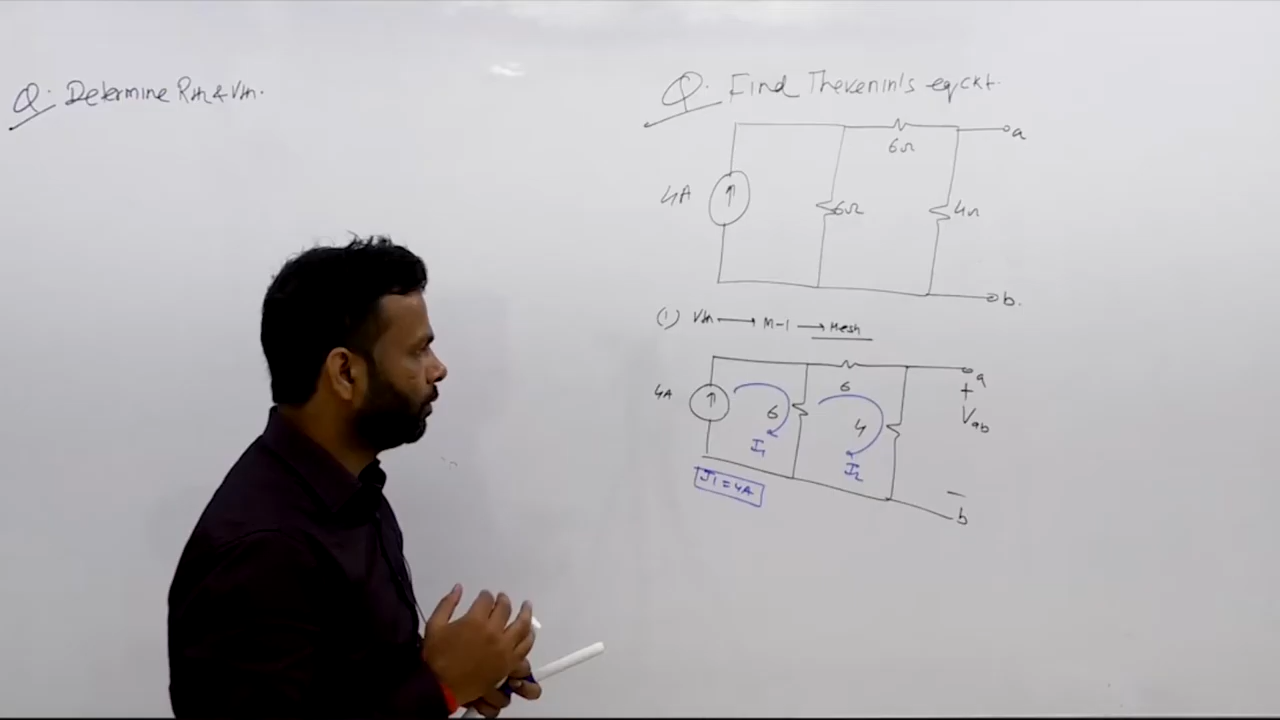 Q. Determine Rth & Vth.
Q. Find Thevenin's eqckt.
a
6Ω
4A
6Ω
4Ω
b.
(1) Vth → M-1 → Mesh
a
6
+
4A
6
4
Vab
I1
I2
I1 = 4A
−
b